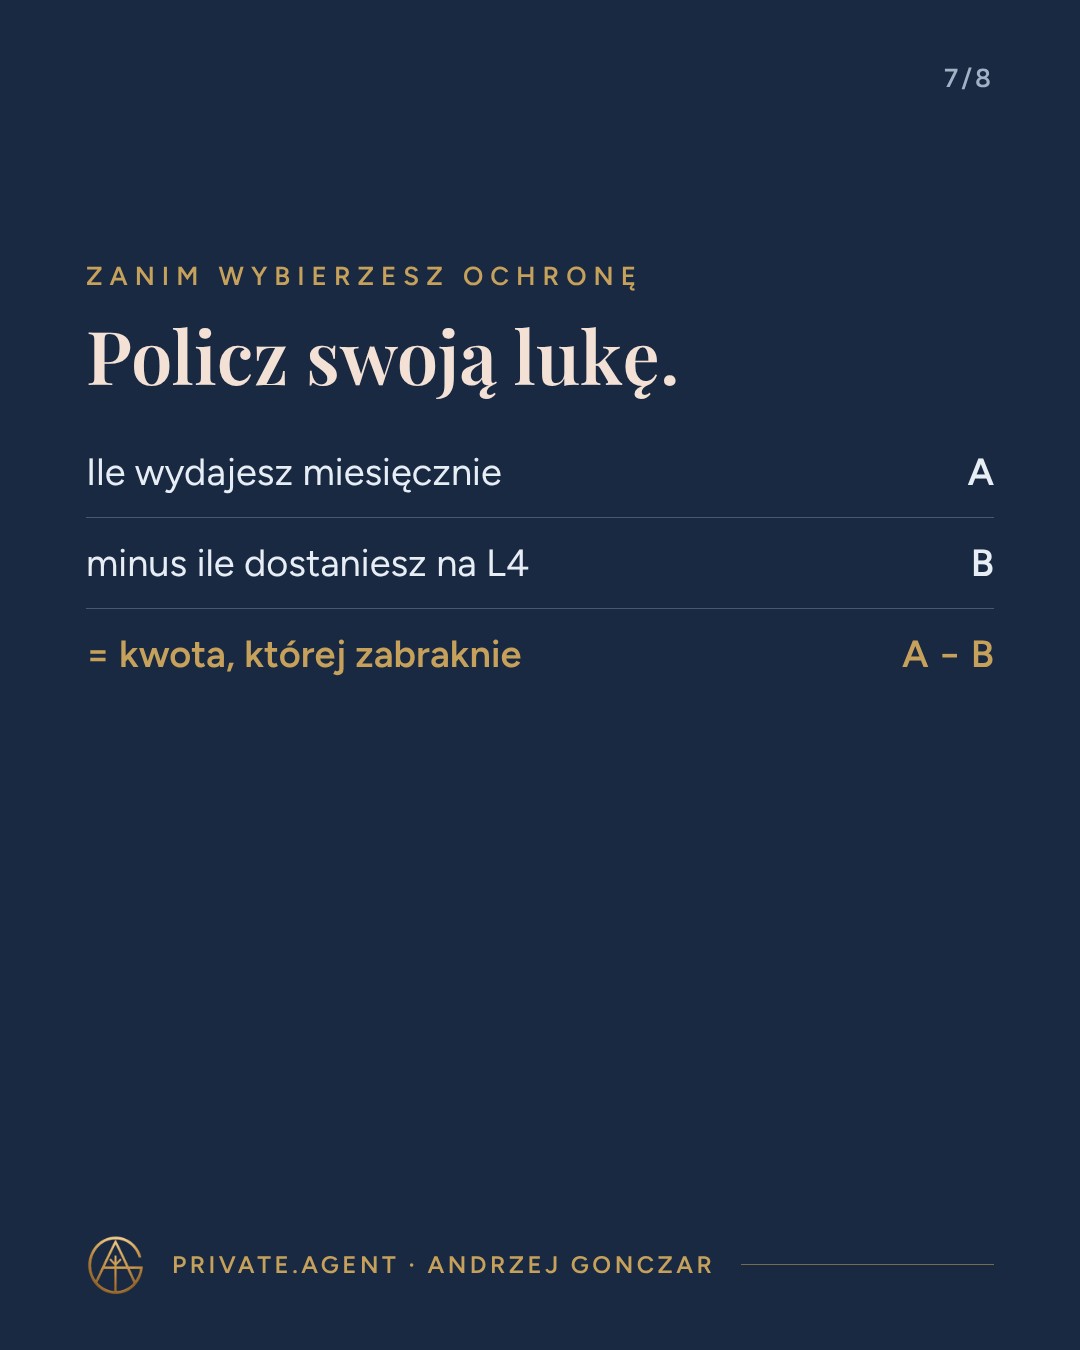 7/8
ZANIM WYBIERZESZ OCHRONĘ
Policz swoją lukę.
Ile wydajesz miesięcznie A
minus ile dostaniesz na L4 B
= kwota, której zabraknie A – B
PRIVATE.AGENT · ANDRZEJ GONCZAR